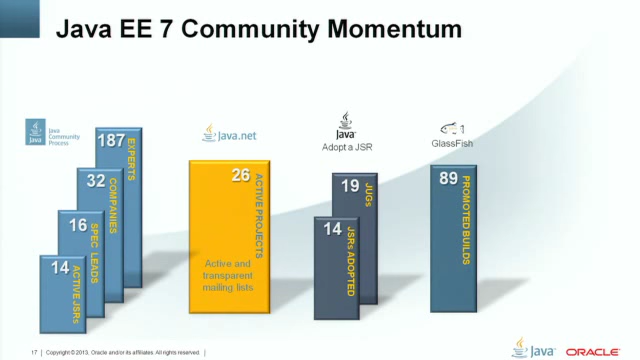 Java EE 7 Community Momentum
Java
Community
Process
Java
187
EXPERTS
32
COMPANIES
16
SPEC LEADS
14
ACTIVE JSRs
Java.net
26
ACTIVE PROJECTS
Active and
transparent
mailing lists
Java
Adopt a JSR
19
JUGs
14
JSRs ADOPTED
GlassFish
89
PROMOTED BUILDS
17 | Copyright © 2013, Oracle and/or its affiliates. All rights reserved. |
Java
ORACLE